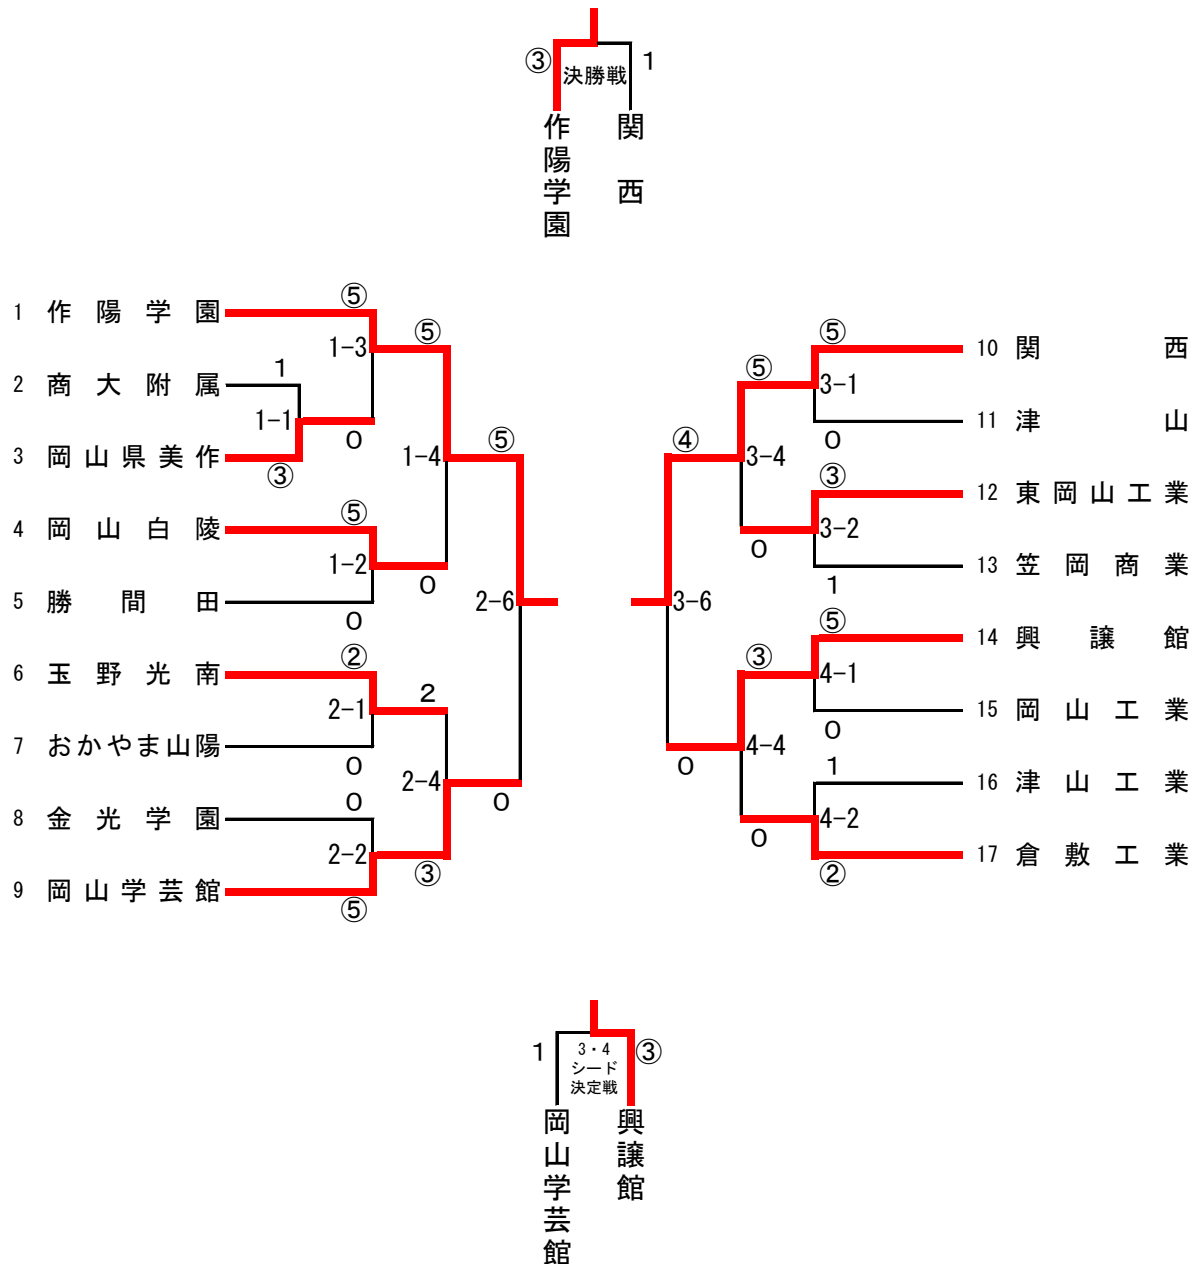 ③ 1
決勝戦
作陽学園
関西
1 作陽学園 ⑤
1-3 ⑤
2 商大附属 1
1-1 0
3 岡山県美作 ③
1-4 ⑤
4 岡山白陵 ⑤
1-2 0
5 勝間田 0
2-6
6 玉野光南 ②
2-1 2
7 おかやま山陽 0
2-4 0
8 金光学園 0
2-2 ③
9 岡山学芸館 ⑤
⑤ 10 関西
⑤ 3-1
0 11 津山
④ 3-4
③ 12 東岡山工業
0 3-2
1 13 笠岡商業
3-6
⑤ 14 興譲館
③ 4-1
0 15 岡山工業
0 4-4
1 16 津山工業
0 4-2
② 17 倉敷工業
1 ③
3・4
シード
決定戦
岡山学芸館
興譲館